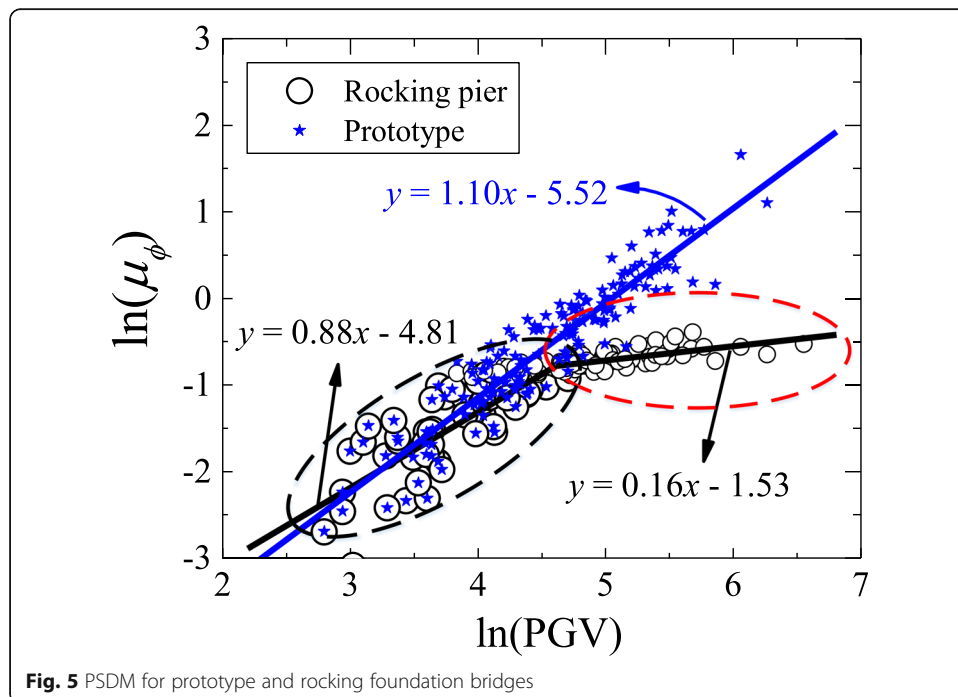 3
2
1
0
-1
-2
-3
2
3
4
5
6
7
ln(μ_ϕ)
ln(PGV)
Rocking pier
Prototype
y = 1.10x - 5.52
y = 0.88x - 4.81
y = 0.16x - 1.53
Fig. 5 PSDM for prototype and rocking foundation bridges